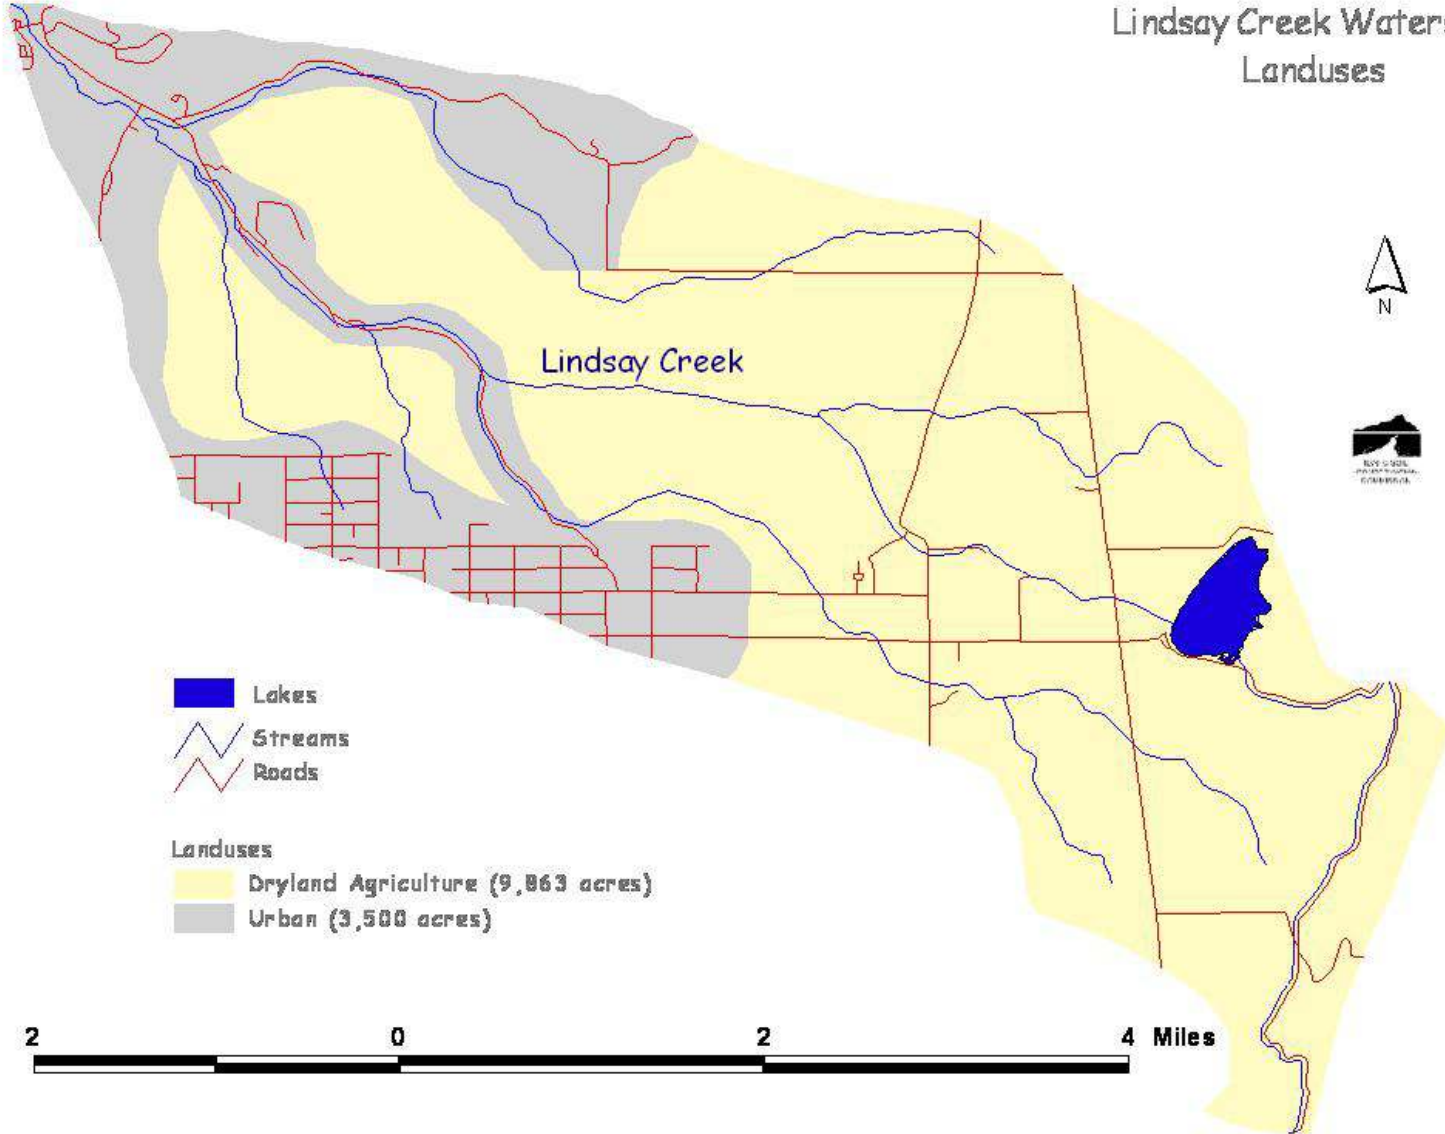 Lindsay Creek Waters
Landuses
N
Lindsay Creek
COMMISSION
Lakes
Streams
Roads
Landuses
Dryland Agriculture (9,863 acres)
Urban (3,500 acres)
2 0 2 4 Miles